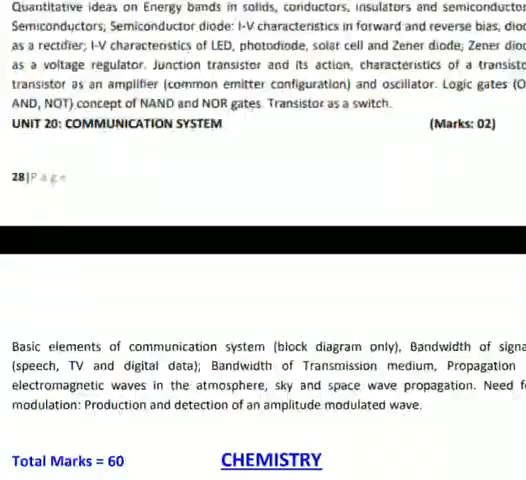 Quantitative ideas on Energy bands in solids, conductors, insulators and semiconductor
Semiconductors, Semiconductor diode: I-V characteristics in forward and reverse bias, dio
as a rectifier; I-V characteristics of LED, photodiode, solar cell and Zener diode; Zener dio
as a voltage regulator. Junction transistor and its action, characteristics of a transist
transistor as an amplifier (common emitter configuration) and oscillator. Logic gates (O
AND, NOT) concept of NAND and NOR gates. Transistor as a switch.
UNIT 20: COMMUNICATION SYSTEM (Marks: 02)
28|P a g e
Basic elements of communication system (block diagram only), Bandwidth of signa
(speech, TV and digital data); Bandwidth of Transmission medium, Propagation
electromagnetic waves in the atmosphere, sky and space wave propagation. Need f
modulation: Production and detection of an amplitude modulated wave.
Total Marks = 60 CHEMISTRY